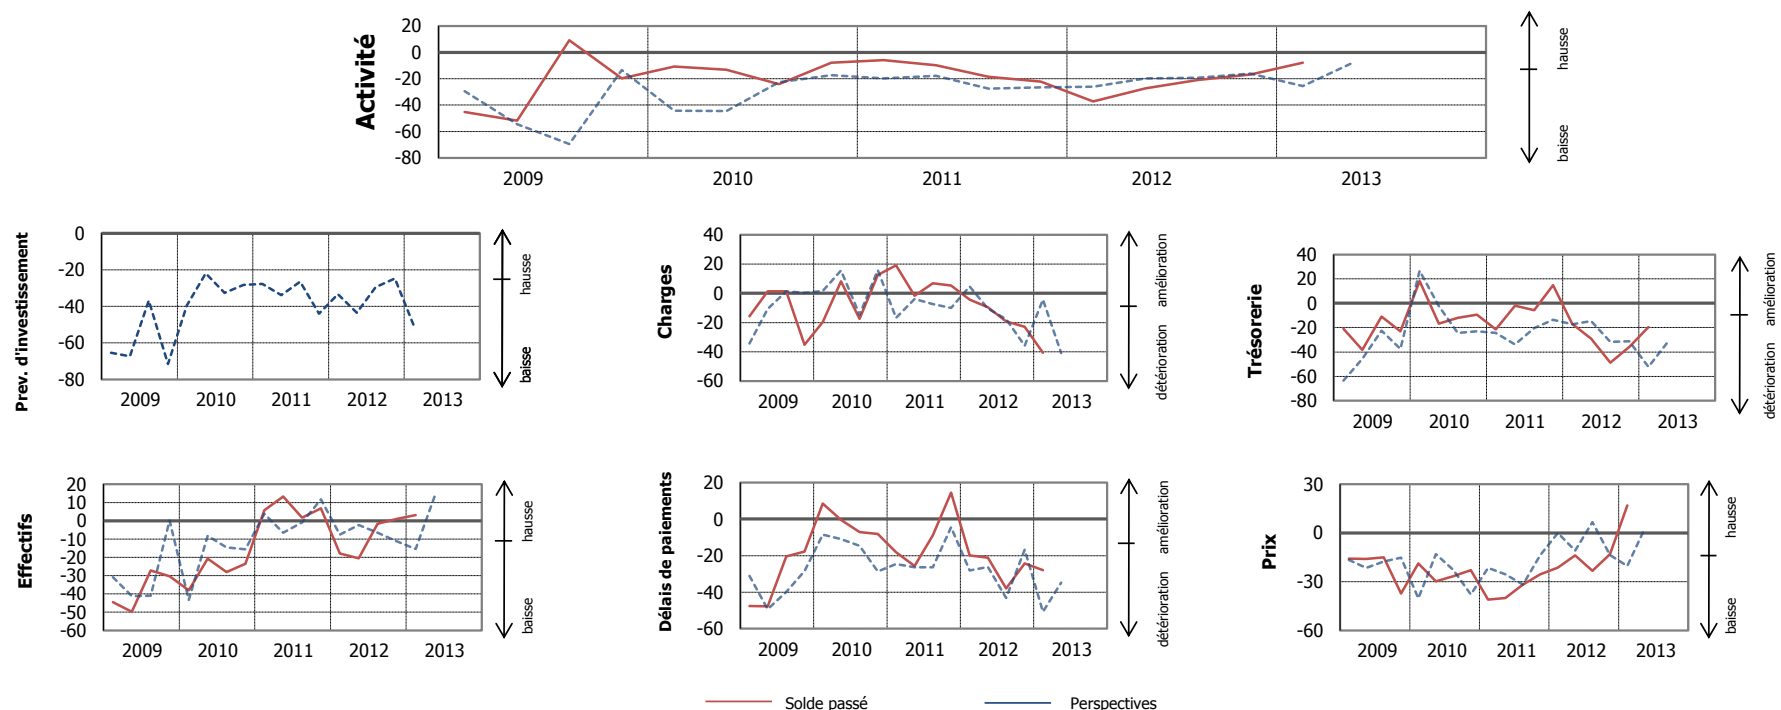 Activité
20
0
-20
-40
-60
-80
2009 2010 2011 2012 2013
hausse
baisse
Prev. d'investissement
0
-20
-40
-60
-80
2009 2010 2011 2012 2013
hausse
baisse
Charges
40
20
0
-20
-40
-60
2009 2010 2011 2012 2013
amélioration
détérioration
Trésorerie
40
20
0
-20
-40
-60
-80
2009 2010 2011 2012 2013
amélioration
détérioration
Effectifs
20
10
0
-10
-20
-30
-40
-50
-60
2009 2010 2011 2012 2013
hausse
baisse
Délais de paiements
20
0
-20
-40
-60
2009 2010 2011 2012 2013
amélioration
détérioration
Prix
30
0
-30
-60
2009 2010 2011 2012 2013
hausse
baisse
Solde passé Perspectives